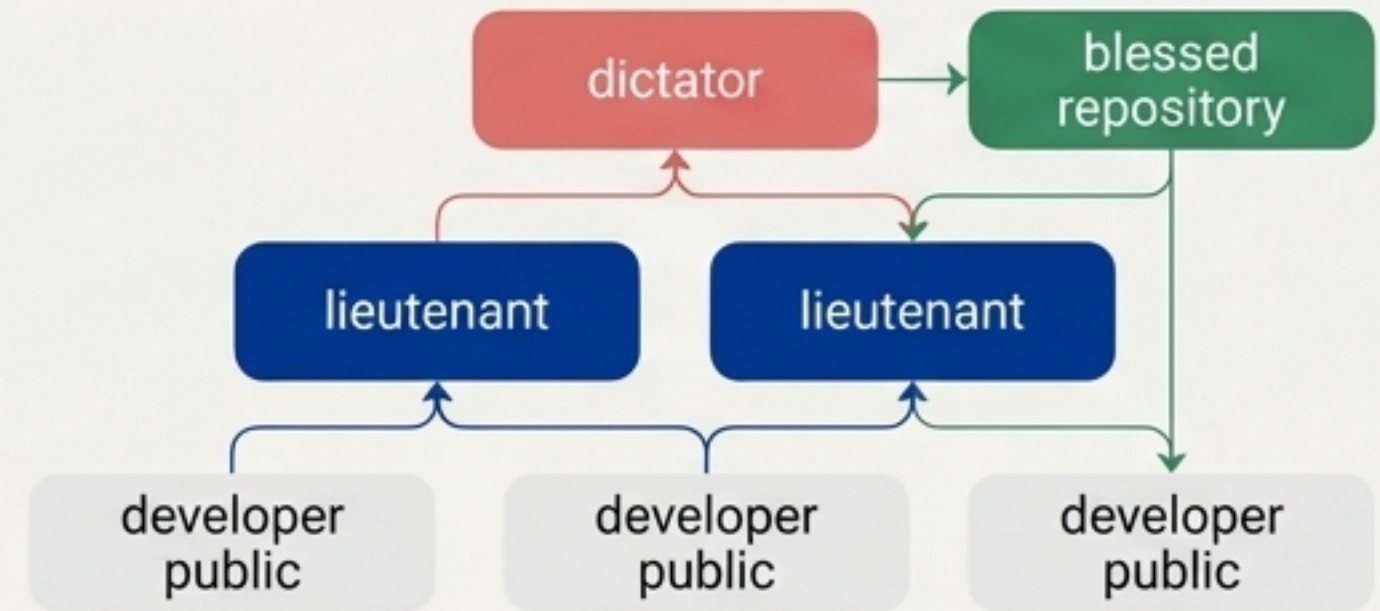 dictator
blessed
repository
lieutenant
lieutenant
developer
public
developer
public
developer
public